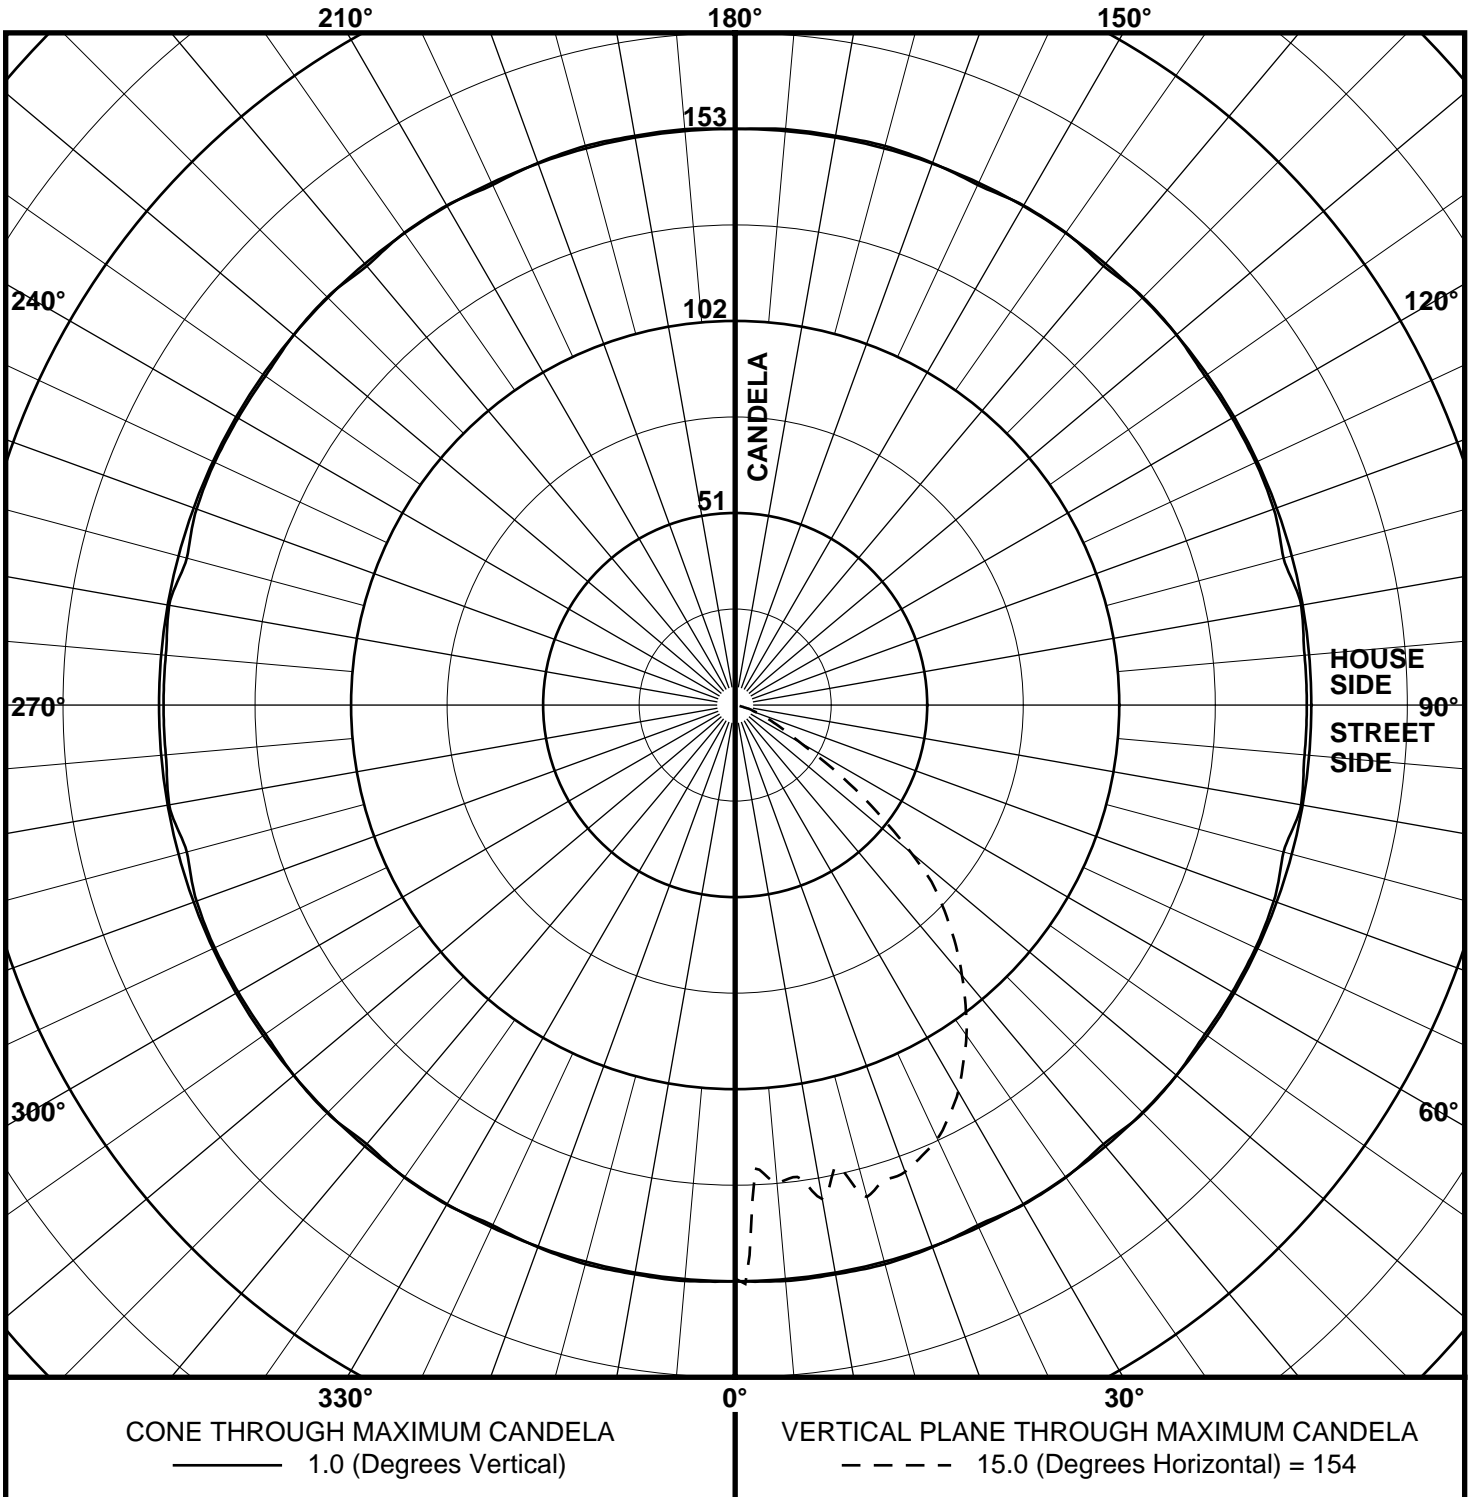 210°
180°
150°
153
240°
120°
102
CANDELA
51
HOUSE
SIDE
270°
90°
STREET
SIDE
300°
60°
330°
0°
30°
CONE THROUGH MAXIMUM CANDELA
1.0 (Degrees Vertical)
VERTICAL PLANE THROUGH MAXIMUM CANDELA
15.0 (Degrees Horizontal) = 154